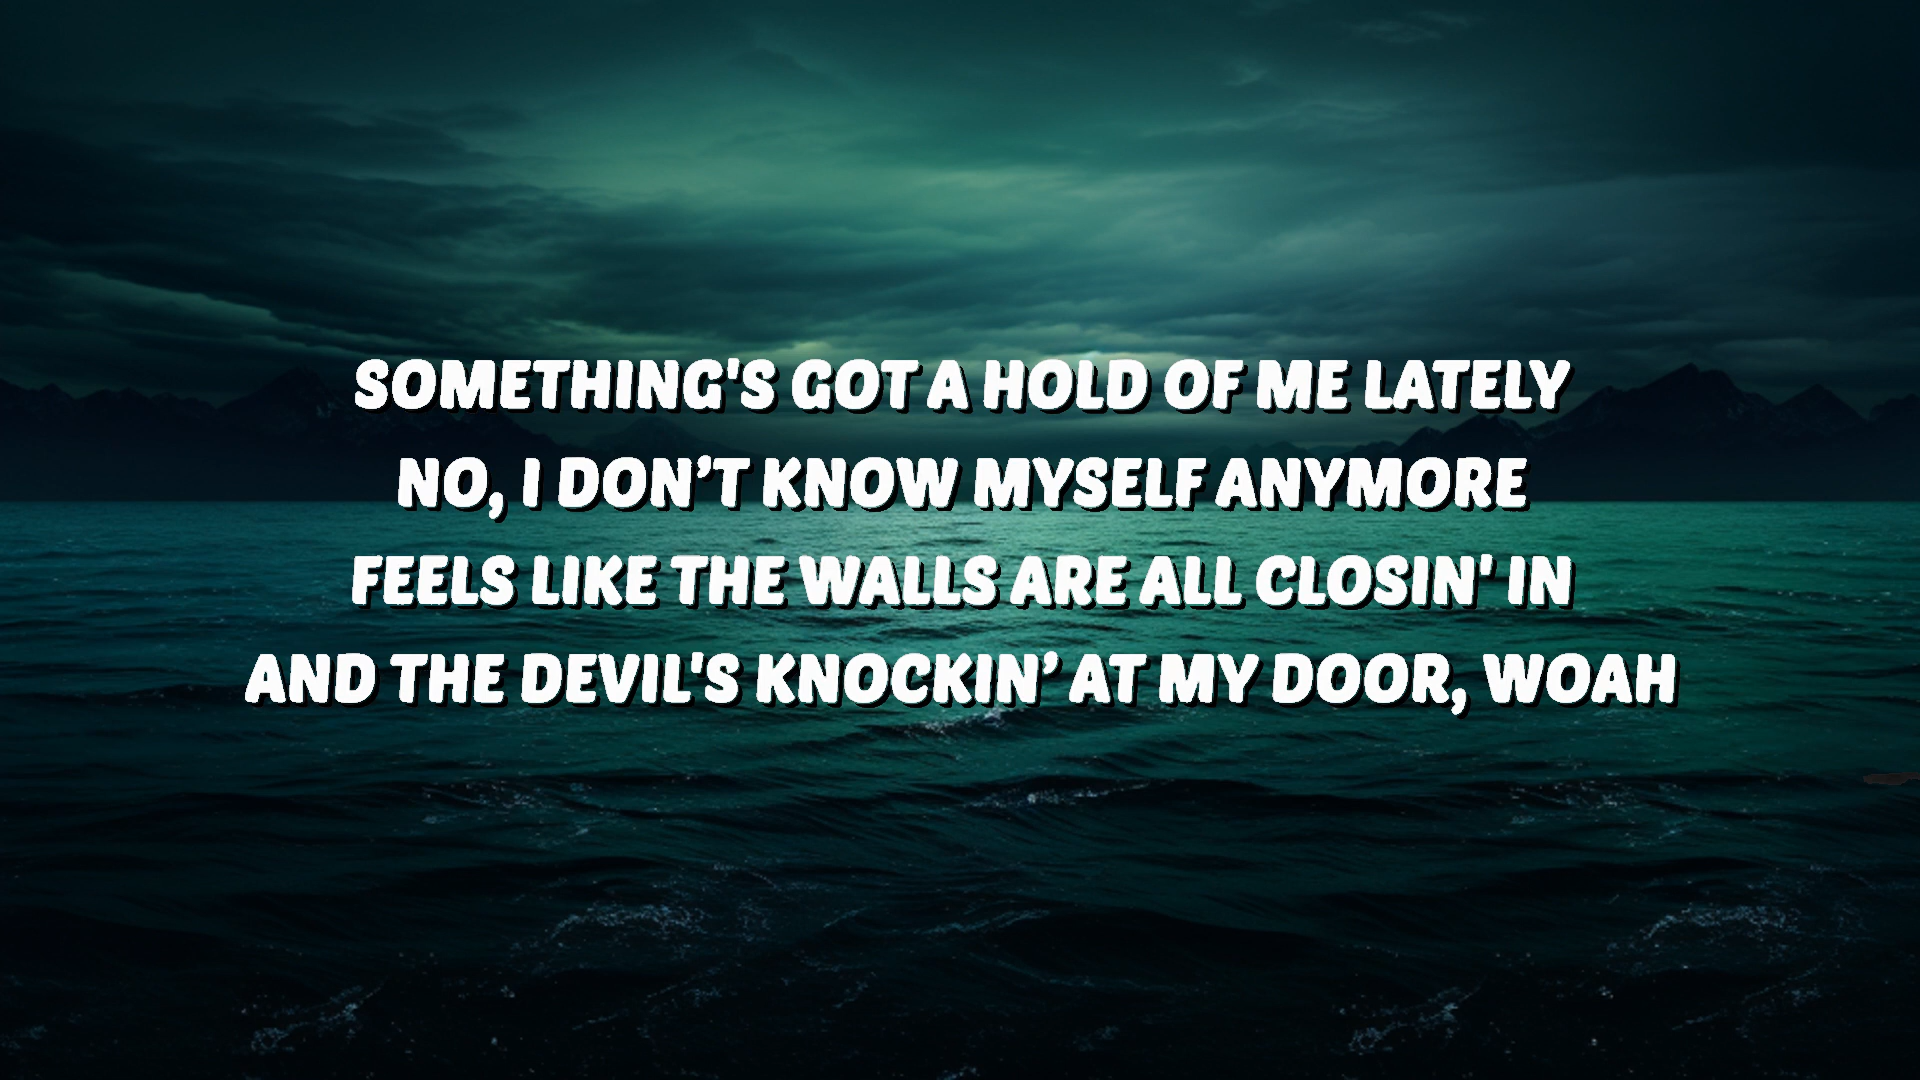 SOMETHING'S GOT A HOLD OF ME LATELY
NO, I DON’T KNOW MYSELF ANYMORE
FEELS LIKE THE WALLS ARE ALL CLOSIN' IN
AND THE DEVIL'S KNOCKIN’ AT MY DOOR, WOAH